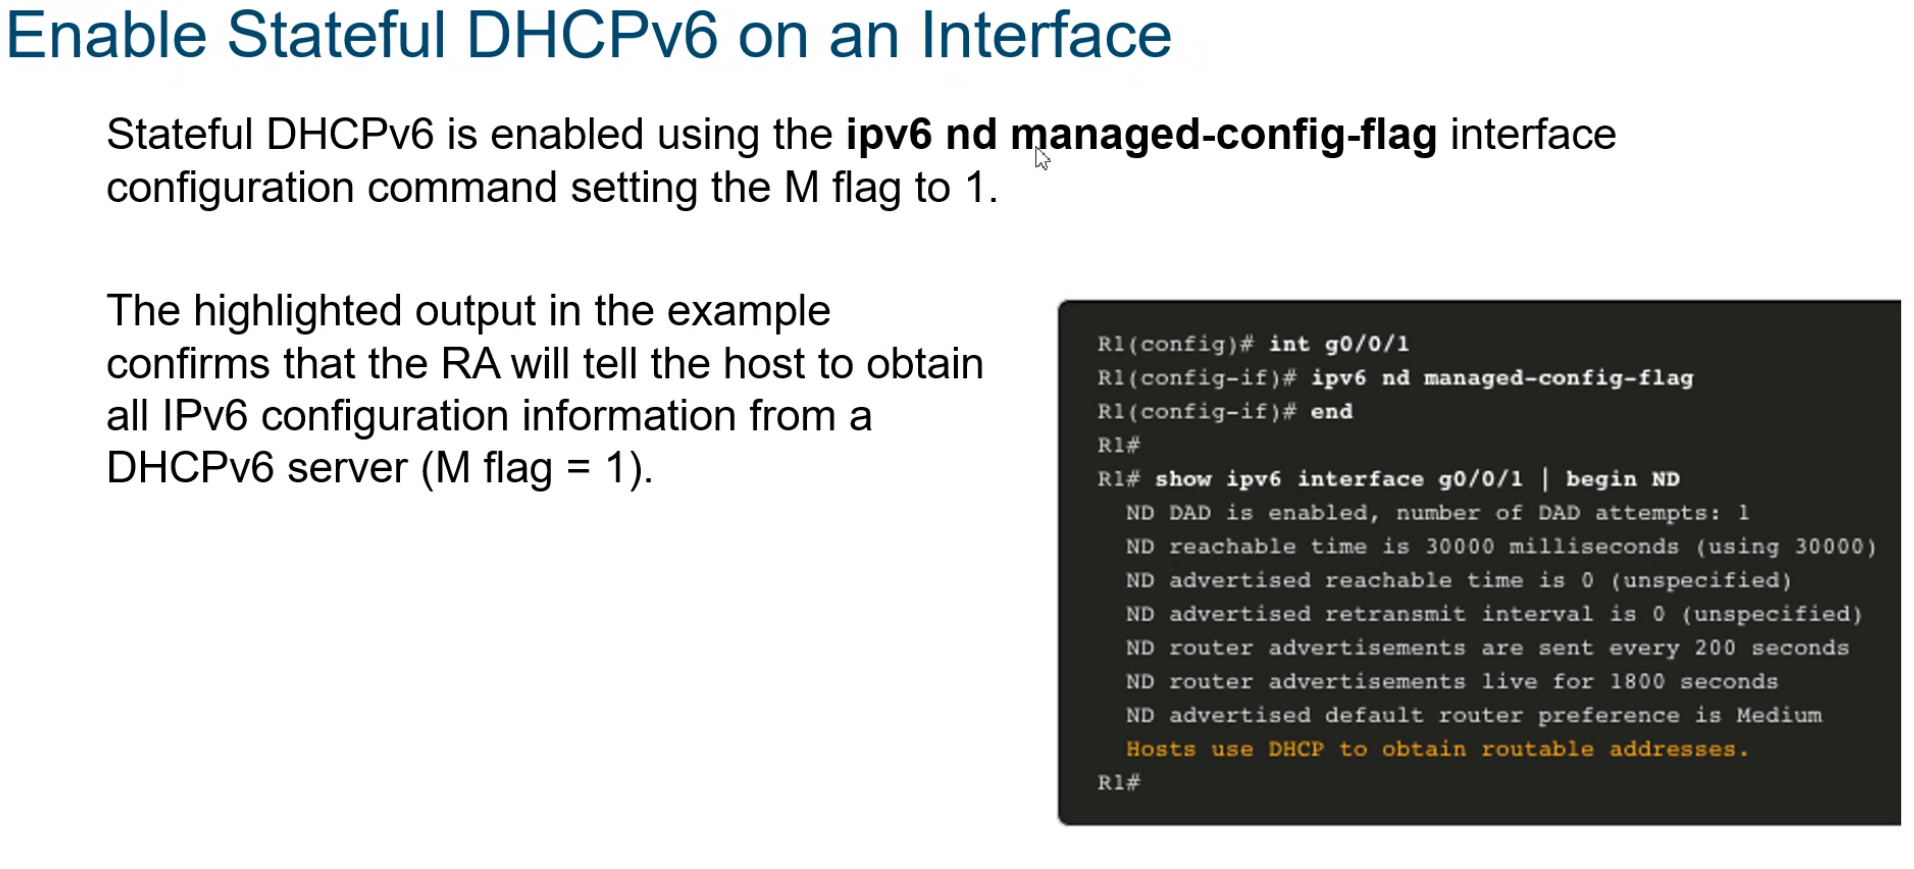 Enable Stateful DHCPv6 on an Interface
Stateful DHCPv6 is enabled using the ipv6 nd managed-config-flag interface
configuration command setting the M flag to 1.
The highlighted output in the example
confirms that the RA will tell the host to obtain
all IPv6 configuration information from a
DHCPv6 server (M flag = 1).
R1(config)# int g0/0/1
R1(config-if)# ipv6 nd managed-config-flag
R1(config-if)# end
R1#
R1# show ipv6 interface g0/0/1 | begin ND
  ND DAD is enabled, number of DAD attempts: 1
  ND reachable time is 30000 milliseconds (using 30000)
  ND advertised reachable time is 0 (unspecified)
  ND advertised retransmit interval is 0 (unspecified)
  ND router advertisements are sent every 200 seconds
  ND router advertisements live for 1800 seconds
  ND advertised default router preference is Medium
  Hosts use DHCP to obtain routable addresses.
R1#